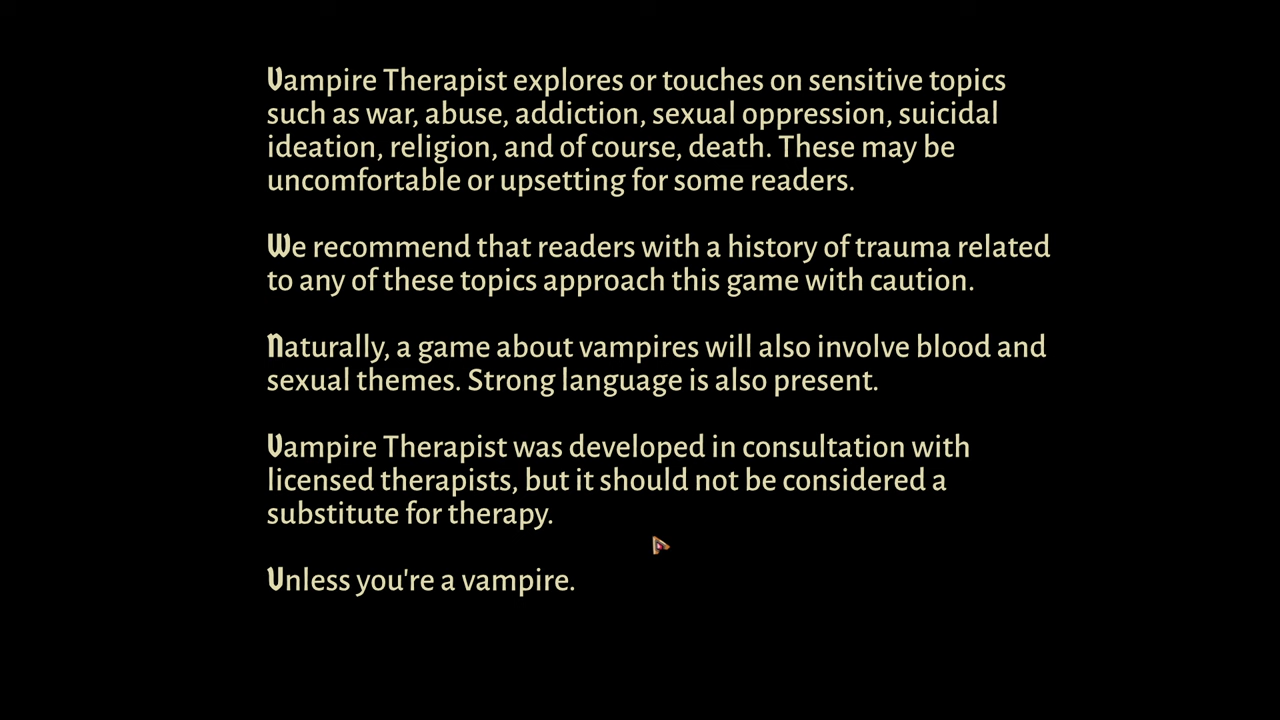 Vampire Therapist explores or touches on sensitive topics
such as war, abuse, addiction, sexual oppression, suicidal
ideation, religion, and of course, death. These may be
uncomfortable or upsetting for some readers.
We recommend that readers with a history of trauma related
to any of these topics approach this game with caution.
Naturally, a game about vampires will also involve blood and
sexual themes. Strong language is also present.
Vampire Therapist was developed in consultation with
licensed therapists, but it should not be considered a
substitute for therapy.
Unless you're a vampire.